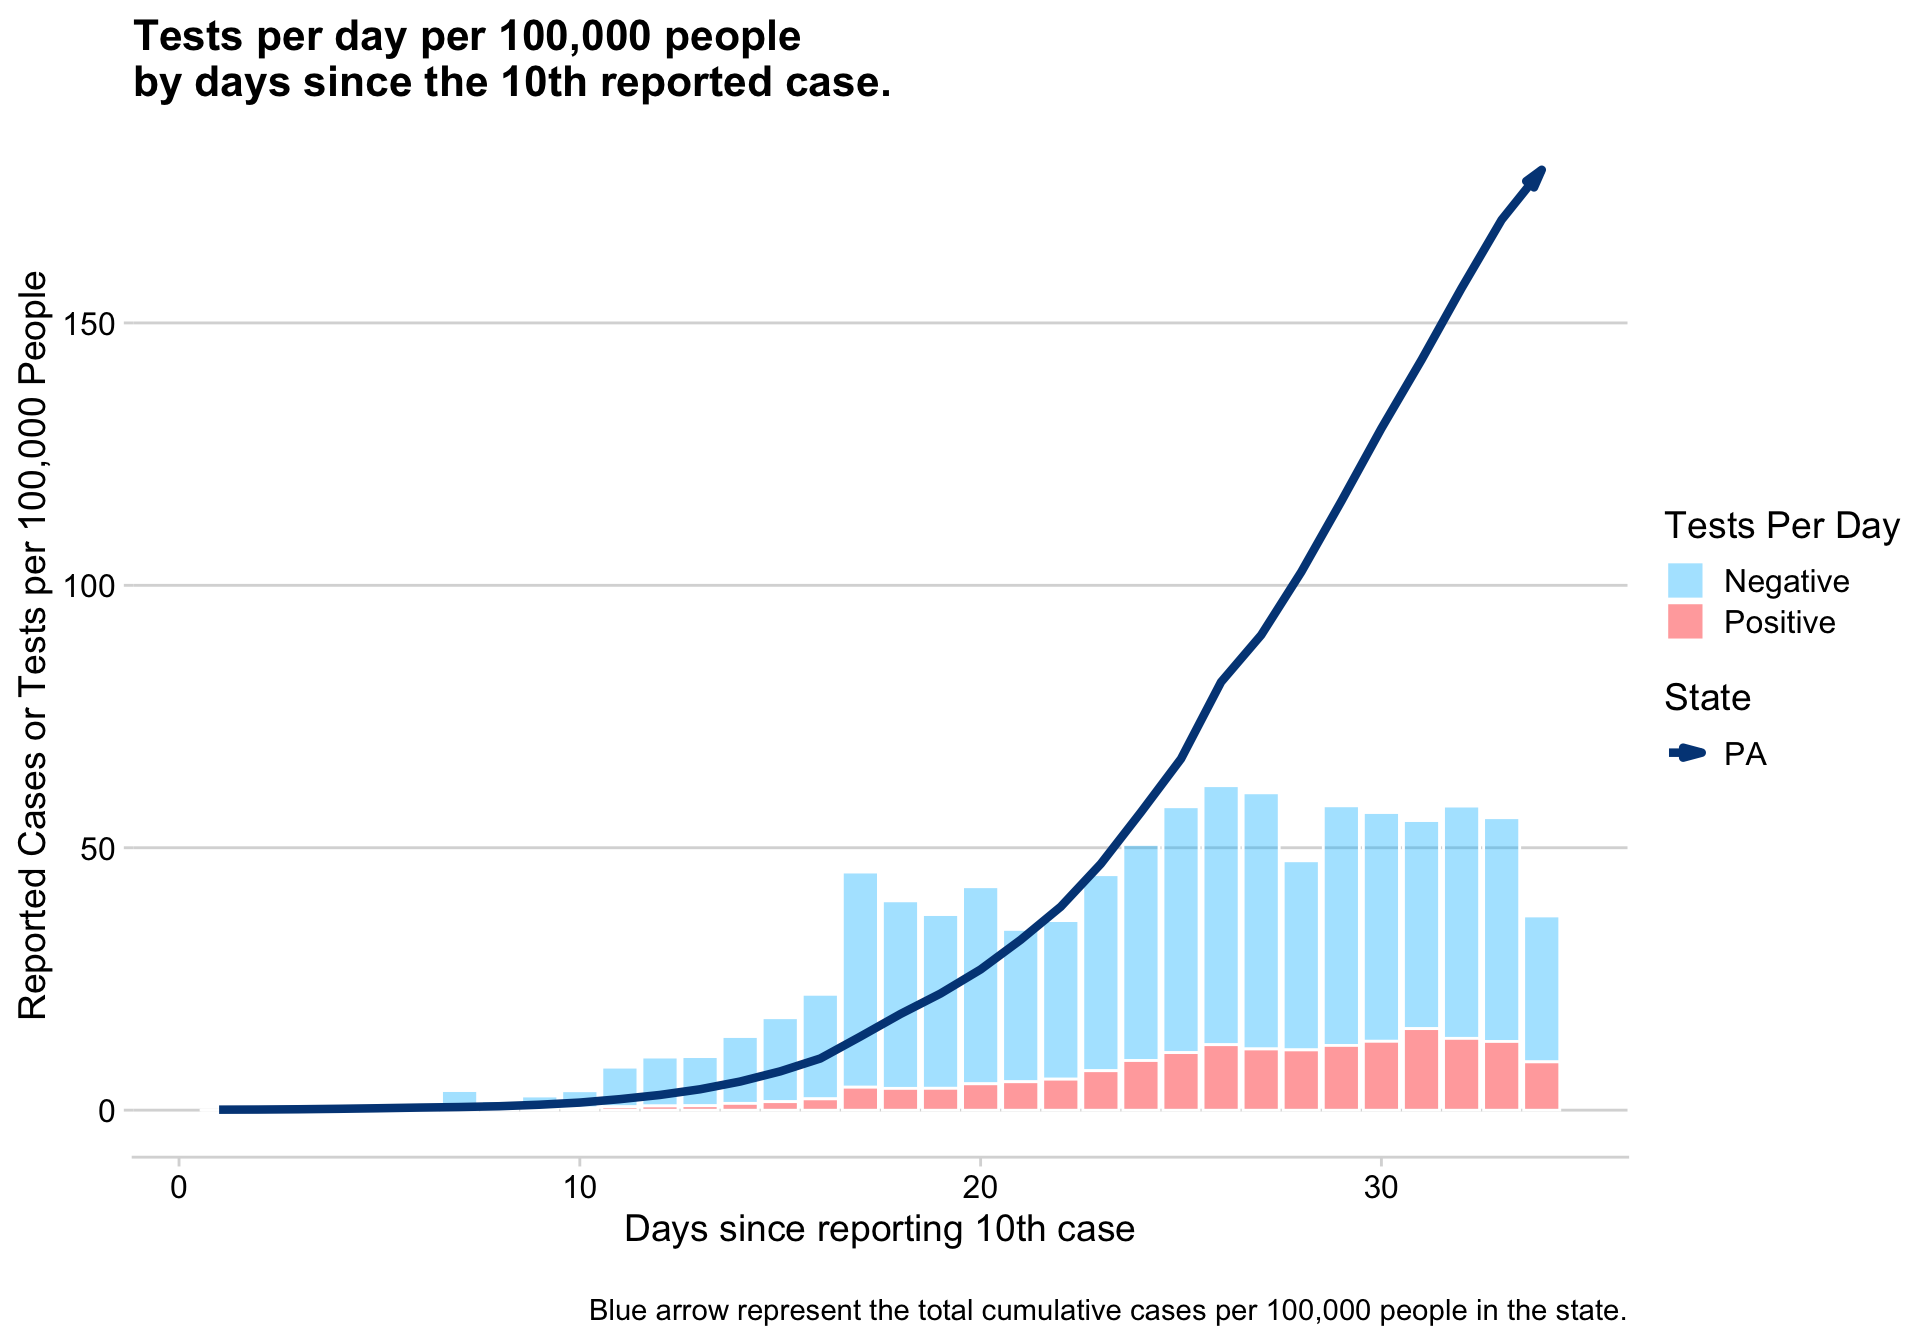 Tests per day per 100,000 people
by days since the 10th reported case.
Reported Cases or Tests per 100,000 People
150
100
50
0
0
10
20
30
Days since reporting 10th case
Tests Per Day
Negative
Positive
State
PA
Blue arrow represent the total cumulative cases per 100,000 people in the state.